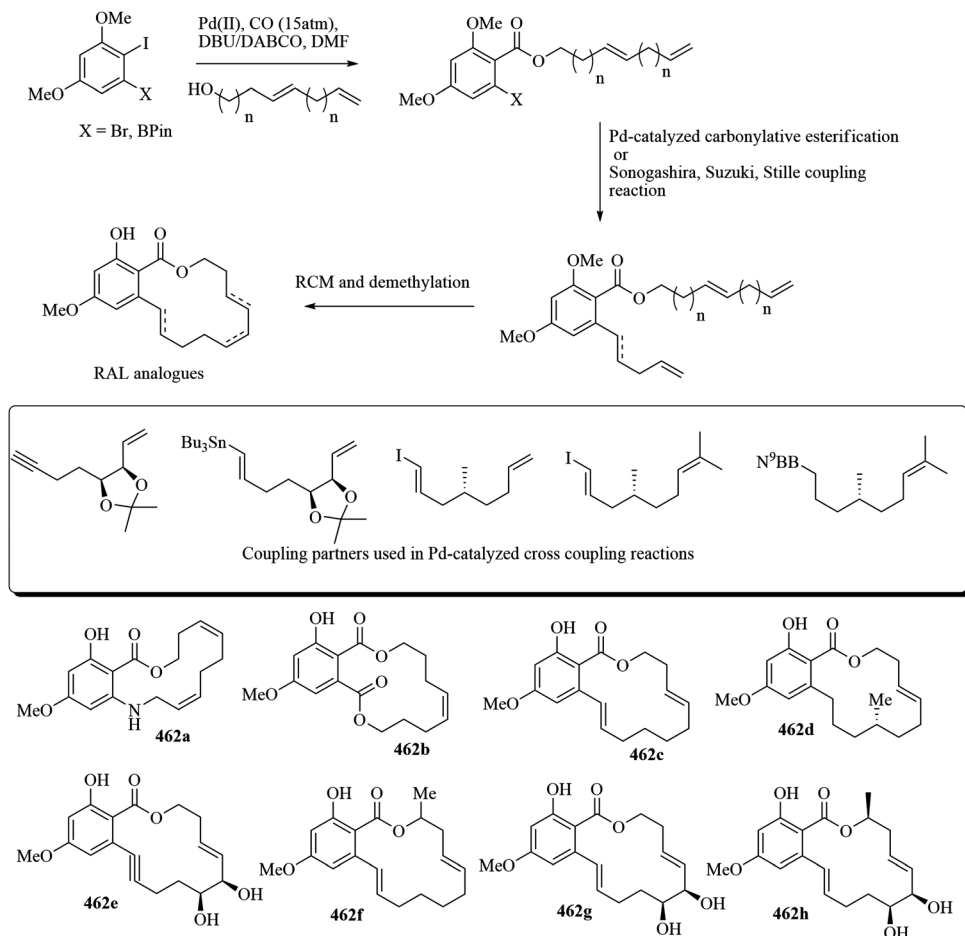 OMe
I
MeO
X
X = Br, BPin
Pd(II), CO (15atm),
DBU/DABCO, DMF
HO
n
n
OMe
O
O
n
n
MeO
X
Pd-catalyzed carbonylative esterification
or
Sonogashira, Suzuki, Stille coupling
reaction
OH
O
O
MeO
RAL analogues
RCM and demethylation
OMe
O
O
n
n
MeO
Bu3Sn
O
O
O
O
I
I
N9BB
Coupling partners used in Pd-catalyzed cross coupling reactions
OH
O
O
MeO
N
H
462a
OH
O
O
MeO
O
O
462b
OH
O
O
MeO
462c
OH
O
O
MeO
Me
462d
OH
O
O
MeO
OH
OH
462e
OH
O
Me
O
MeO
462f
OH
O
O
MeO
OH
OH
462g
OH
O
O
MeO
OH
OH
462h